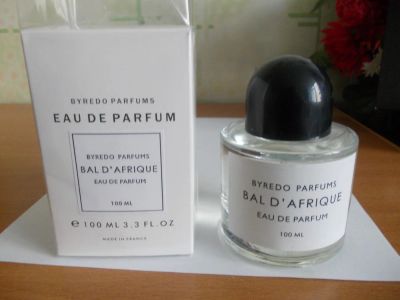 BYREDO PARFUMS
EAU DE PARFUM
BYREDO PARFUMS
BAL D'AFRIQUE
EAU DE PARFUM
100 ML
e 100 ML 3.3 FL.OZ
MADE IN FRANCE
BYREDO PARFUMS
BAL D'AFRIQUE
EAU DE PARFUM
100 ML